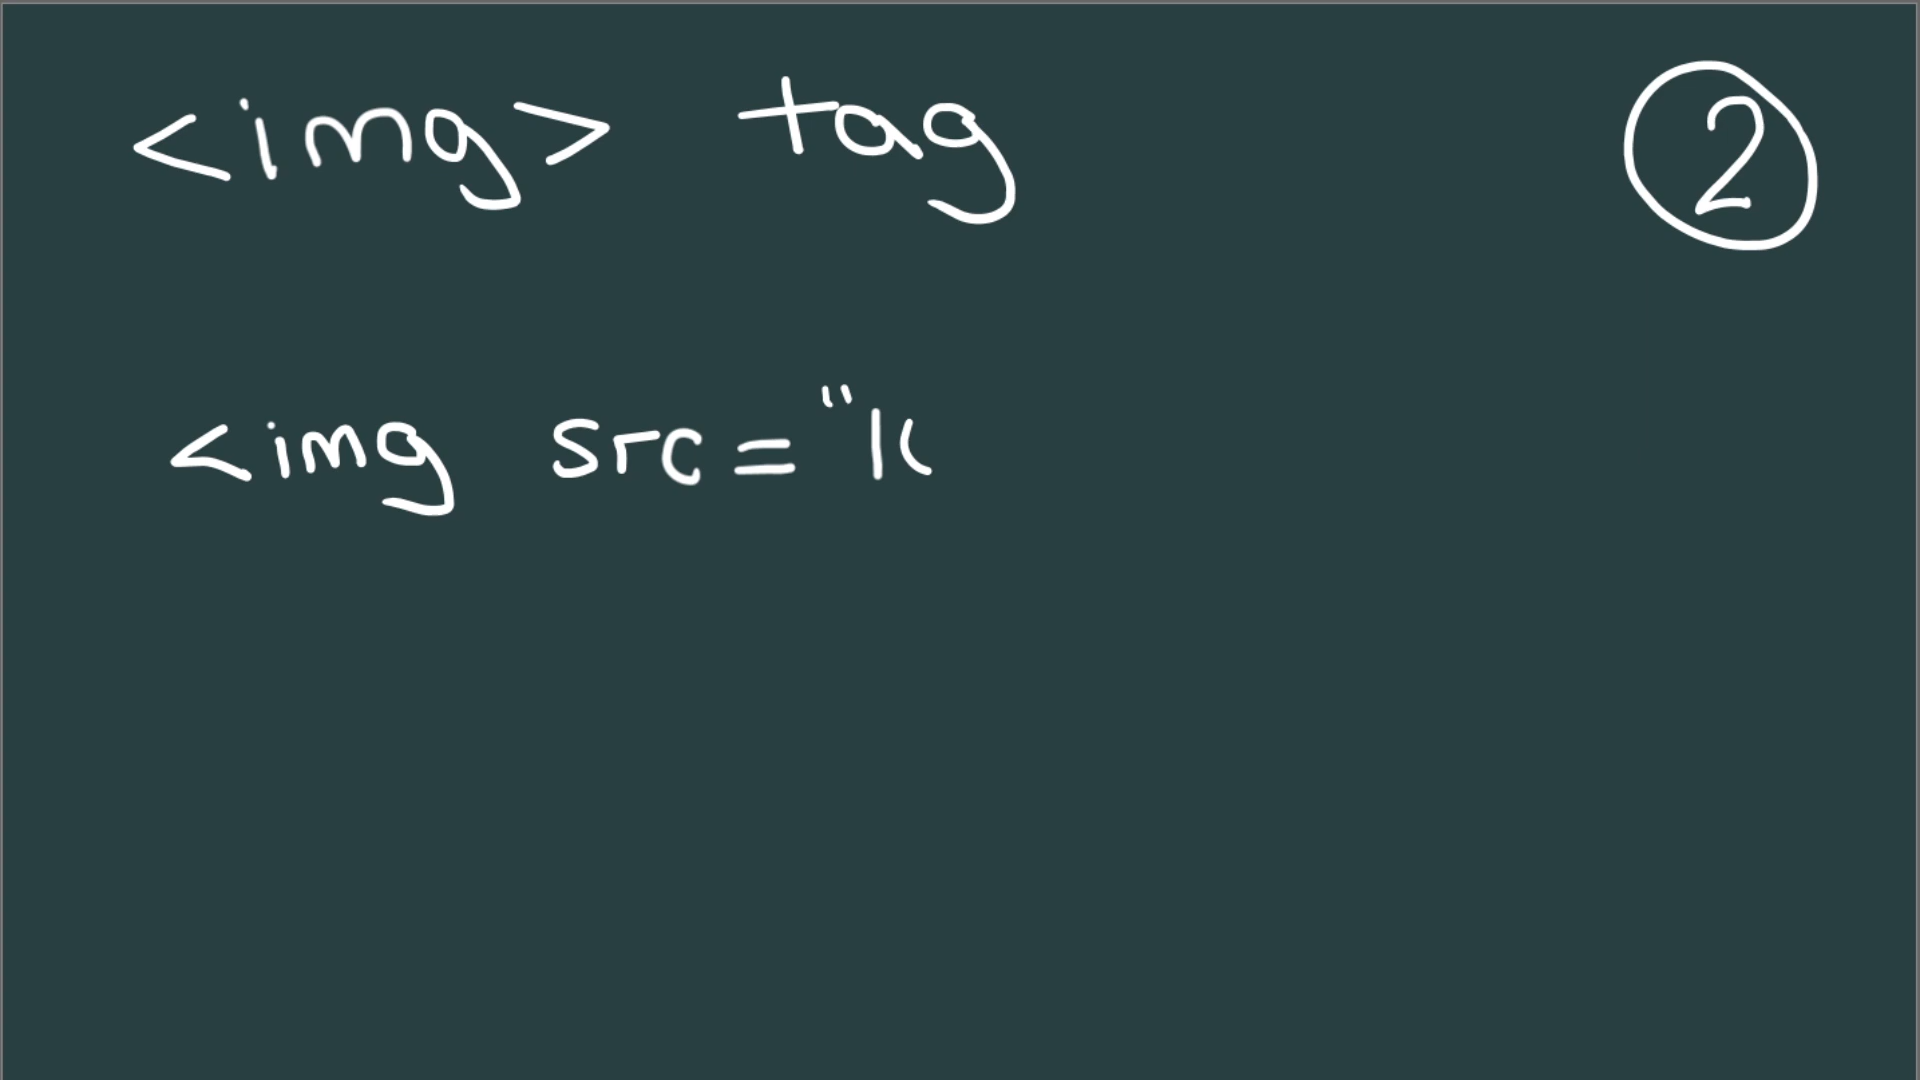 <img> tag
2
<img src="